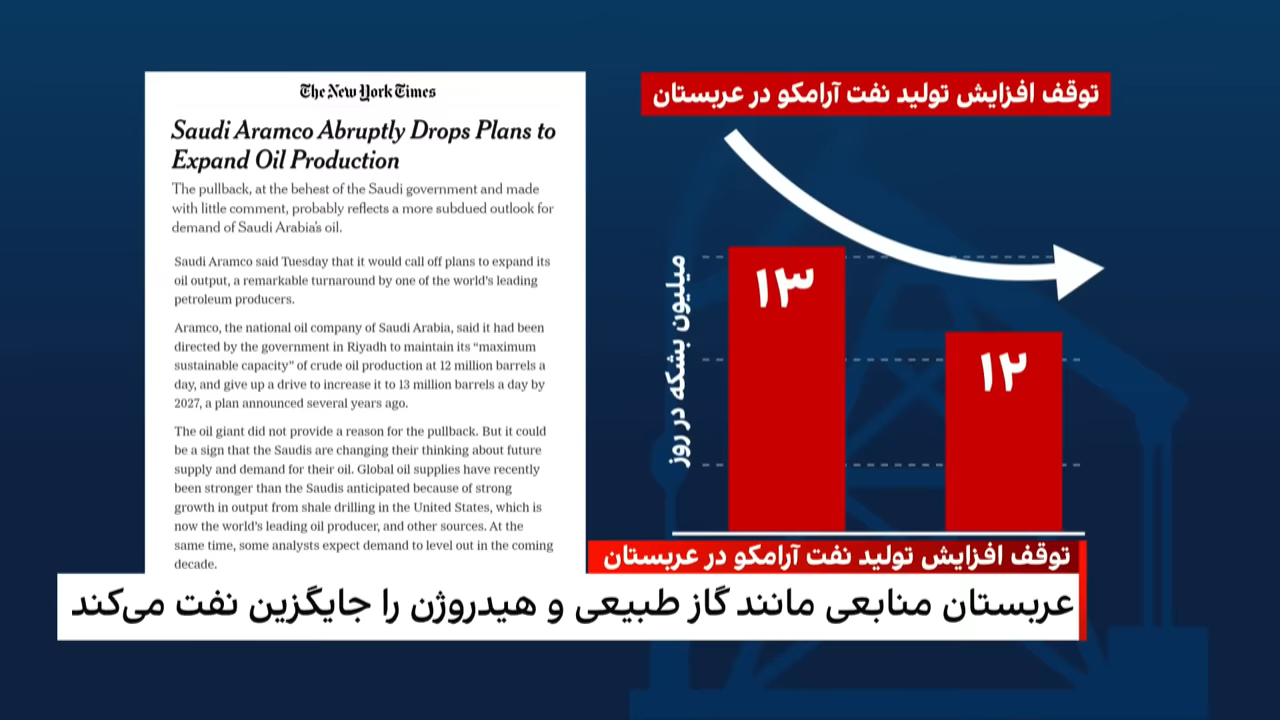 The New York Times
Saudi Aramco Abruptly Drops Plans to
Expand Oil Production
The pullback, at the behest of the Saudi government and made
with little comment, probably reflects a more subdued outlook for
demand of Saudi Arabia's oil.
Saudi Aramco said Tuesday that it would call off plans to expand its
oil output, a remarkable turnaround by one of the world's leading
petroleum producers.
Aramco, the national oil company of Saudi Arabia, said it had been
directed by the government in Riyadh to maintain its “maximum
sustainable capacity” of crude oil production at 12 million barrels a
day, and give up a drive to increase it to 13 million barrels a day by
2027, a plan announced several years ago.
The oil giant did not provide a reason for the pullback. But it could
be a sign that the Saudis are changing their thinking about future
supply and demand for their oil. Global oil supplies have recently
been stronger than the Saudis anticipated because of strong
growth in output from shale drilling in the United States, which is
now the world's leading oil producer, and other sources. At the
same time, some analysts expect demand to level out in the coming
decade.
توقف افزایش تولید نفت آرامکو در عربستان
میلیون بشکه در روز
۱۳
۱۲
توقف افزایش تولید نفت آرامکو در عربستان
عربستان منابعی مانند گاز طبیعی و هیدروژن را جایگزین نفت می‌کند